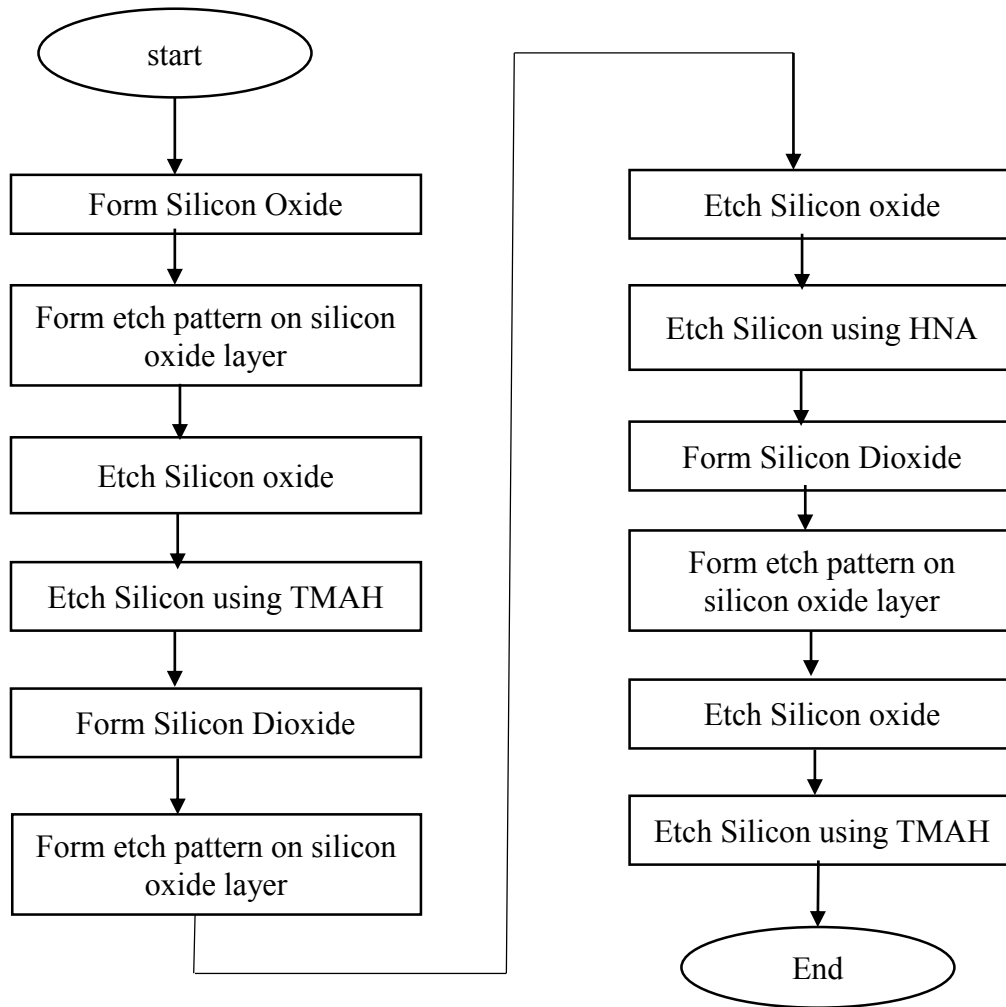 start
Form Silicon Oxide
Form etch pattern on silicon
oxide layer
Etch Silicon oxide
Etch Silicon using TMAH
Form Silicon Dioxide
Form etch pattern on silicon
oxide layer
Etch Silicon oxide
Etch Silicon using HNA
Form Silicon Dioxide
Form etch pattern on
silicon oxide layer
Etch Silicon oxide
Etch Silicon using TMAH
End